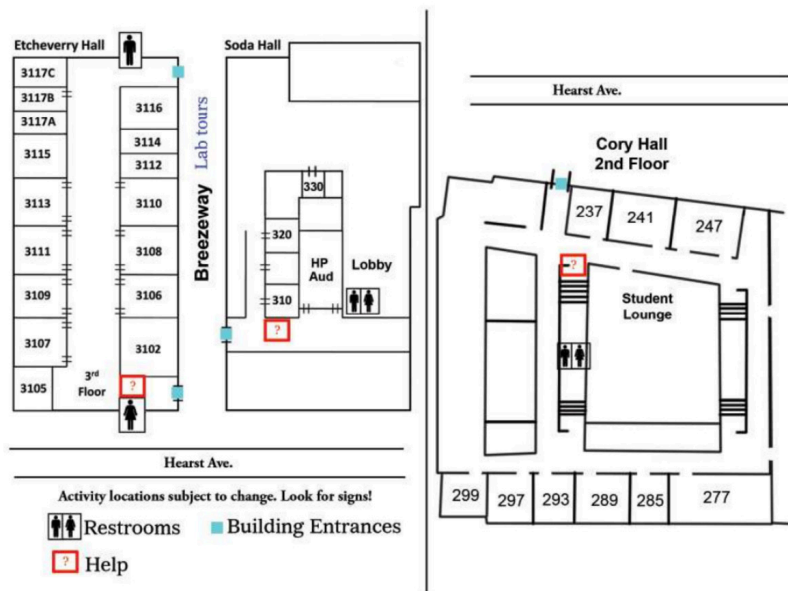 Etcheverry Hall
3117C
3117B
3117A
3115
3113
3111
3109
3107
3105
3116
3114
3112
3110
3108
3106
3102
3rd
Floor
?
Breezeway Lab tours
Soda Hall
330
320
310
HP
Aud
Lobby
?
Hearst Ave.
Activity locations subject to change. Look for signs!
Restrooms
Building Entrances
? Help
Hearst Ave.
Cory Hall
2nd Floor
237
241
247
?
Student
Lounge
299
297
293
289
285
277